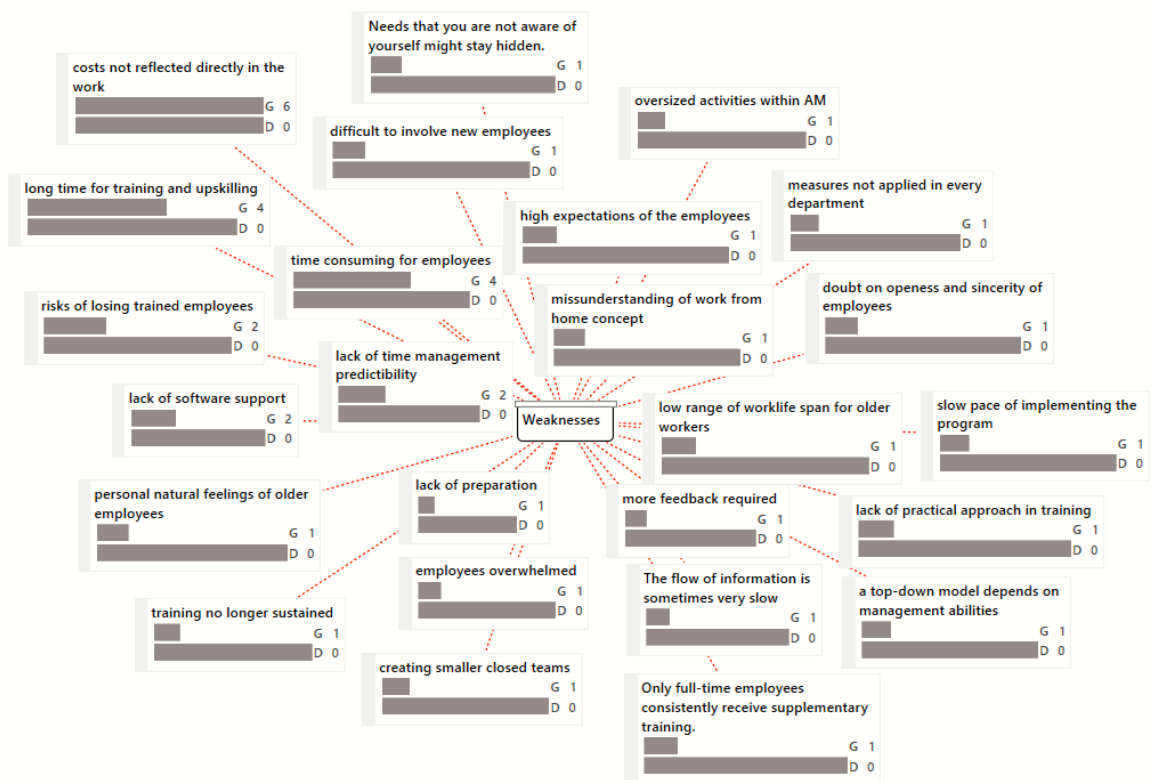 Needs that you are not aware of
yourself might stay hidden.
G 1
D 0
costs not reflected directly in the
work
G 6
D 0
oversized activities within AM
G 1
D 0
difficult to involve new employees
G 1
D 0
long time for training and upskilling
G 4
D 0
measures not applied in every
department
G 1
D 0
high expectations of the employees
G 1
D 0
time consuming for employees
G 4
D 0
missunderstanding of work from
home concept
G 1
D 0
doubt on openess and sincerity of
employees
G 1
D 0
risks of losing trained employees
G 2
D 0
lack of time management
predictibility
G 2
D 0
lack of software support
G 2
D 0
Weaknesses
low range of worklife span for older
workers
G 1
D 0
slow pace of implementing the
program
G 1
D 0
personal natural feelings of older
employees
G 1
D 0
lack of preparation
G 1
D 0
more feedback required
G 1
D 0
lack of practical approach in training
G 1
D 0
employees overwhelmed
G 1
D 0
The flow of information is
sometimes very slow
G 1
D 0
a top-down model depends on
management abilities
G 1
D 0
training no longer sustained
G 1
D 0
creating smaller closed teams
G 1
D 0
Only full-time employees
consistently receive supplementary
training.
G 1
D 0